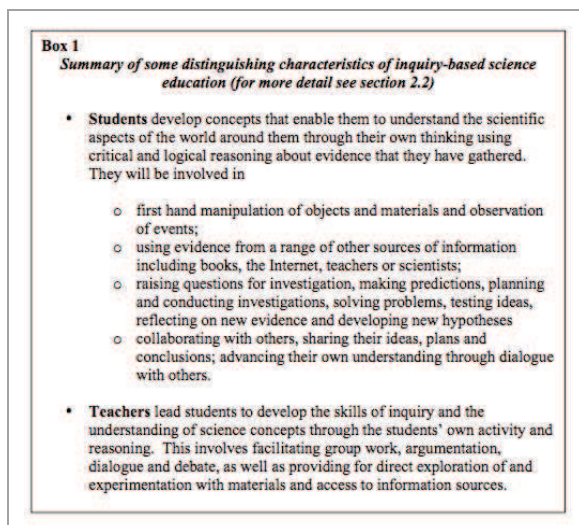 Box 1
Summary of some distinguishing characteristics of inquiry-based science
education (for more detail see section 2.2)
• Students develop concepts that enable them to understand the scientific
aspects of the world around them through their own thinking using
critical and logical reasoning about evidence that they have gathered.
They will be involved in
o first hand manipulation of objects and materials and observation
of events;
o using evidence from a range of other sources of information
including books, the Internet, teachers or scientists;
o raising questions for investigation, making predictions, planning
and conducting investigations, solving problems, testing ideas,
reflecting on new evidence and developing new hypotheses
o collaborating with others, sharing their ideas, plans and
conclusions; advancing their own understanding through dialogue
with others.
• Teachers lead students to develop the skills of inquiry and the
understanding of science concepts through the students' own activity and
reasoning. This involves facilitating group work, argumentation,
dialogue and debate, as well as providing for direct exploration of and
experimentation with materials and access to information sources.